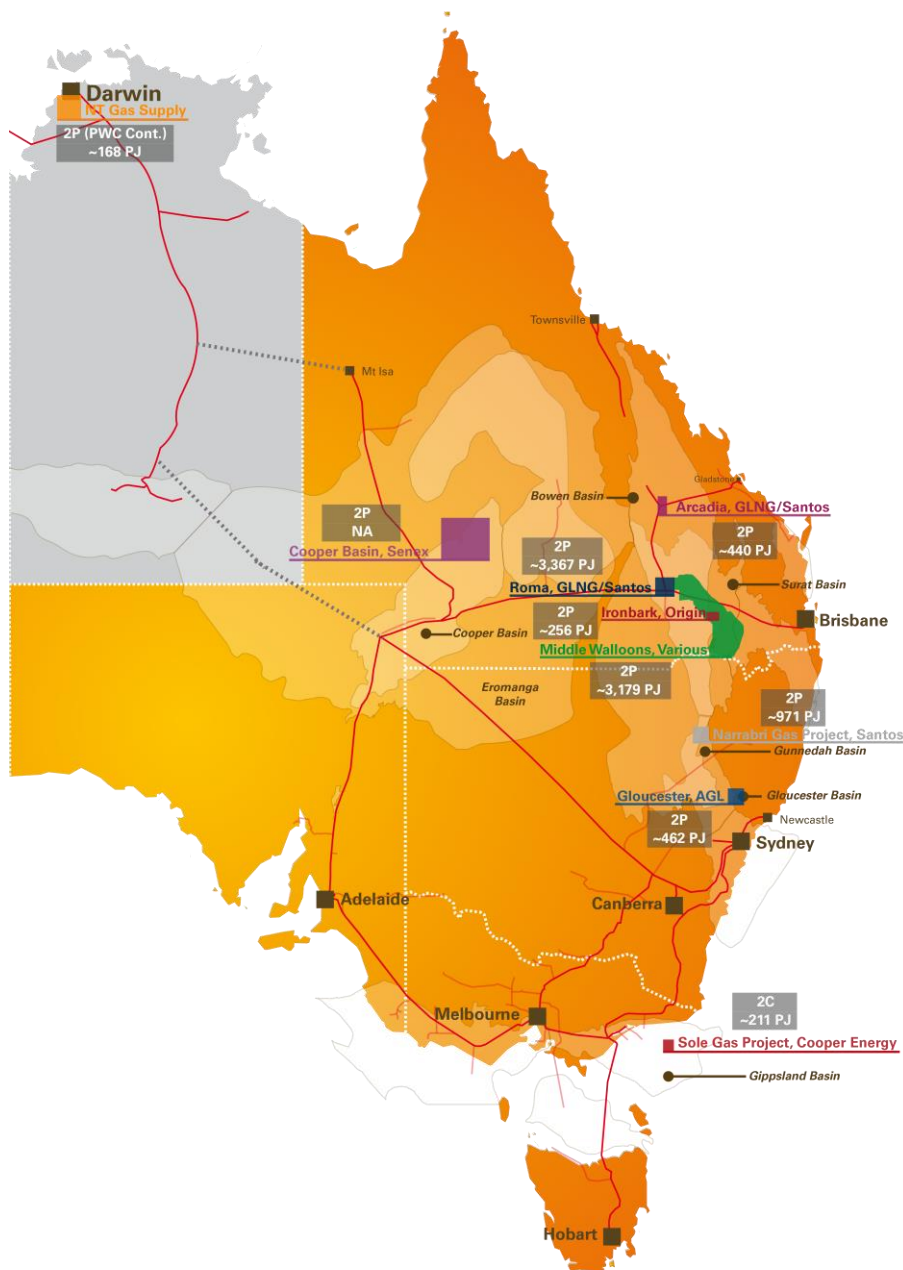 Darwin
NT Gas Supply
2P (PWC Cont.)
~168 PJ
Townsville
Mt Isa
Gladstone
Bowen Basin
Arcadia, GLNG/Santos
2P
NA
Cooper Basin, Senex
2P
~440 PJ
2P
~3,367 PJ
Roma, GLNG/Santos
Surat Basin
2P
~256 PJ
Ironbark, Origin
Brisbane
Cooper Basin
Middle Walloons, Various
2P
~3,179 PJ
Eromanga
Basin
2P
~971 PJ
Narrabri Gas Project, Santos
Gunnedah Basin
Gloucester, AGL
Gloucester Basin
2P
~462 PJ
Newcastle
Sydney
Adelaide
Canberra
2C
~211 PJ
Melbourne
Sole Gas Project, Cooper Energy
Gippsland Basin
Hobart